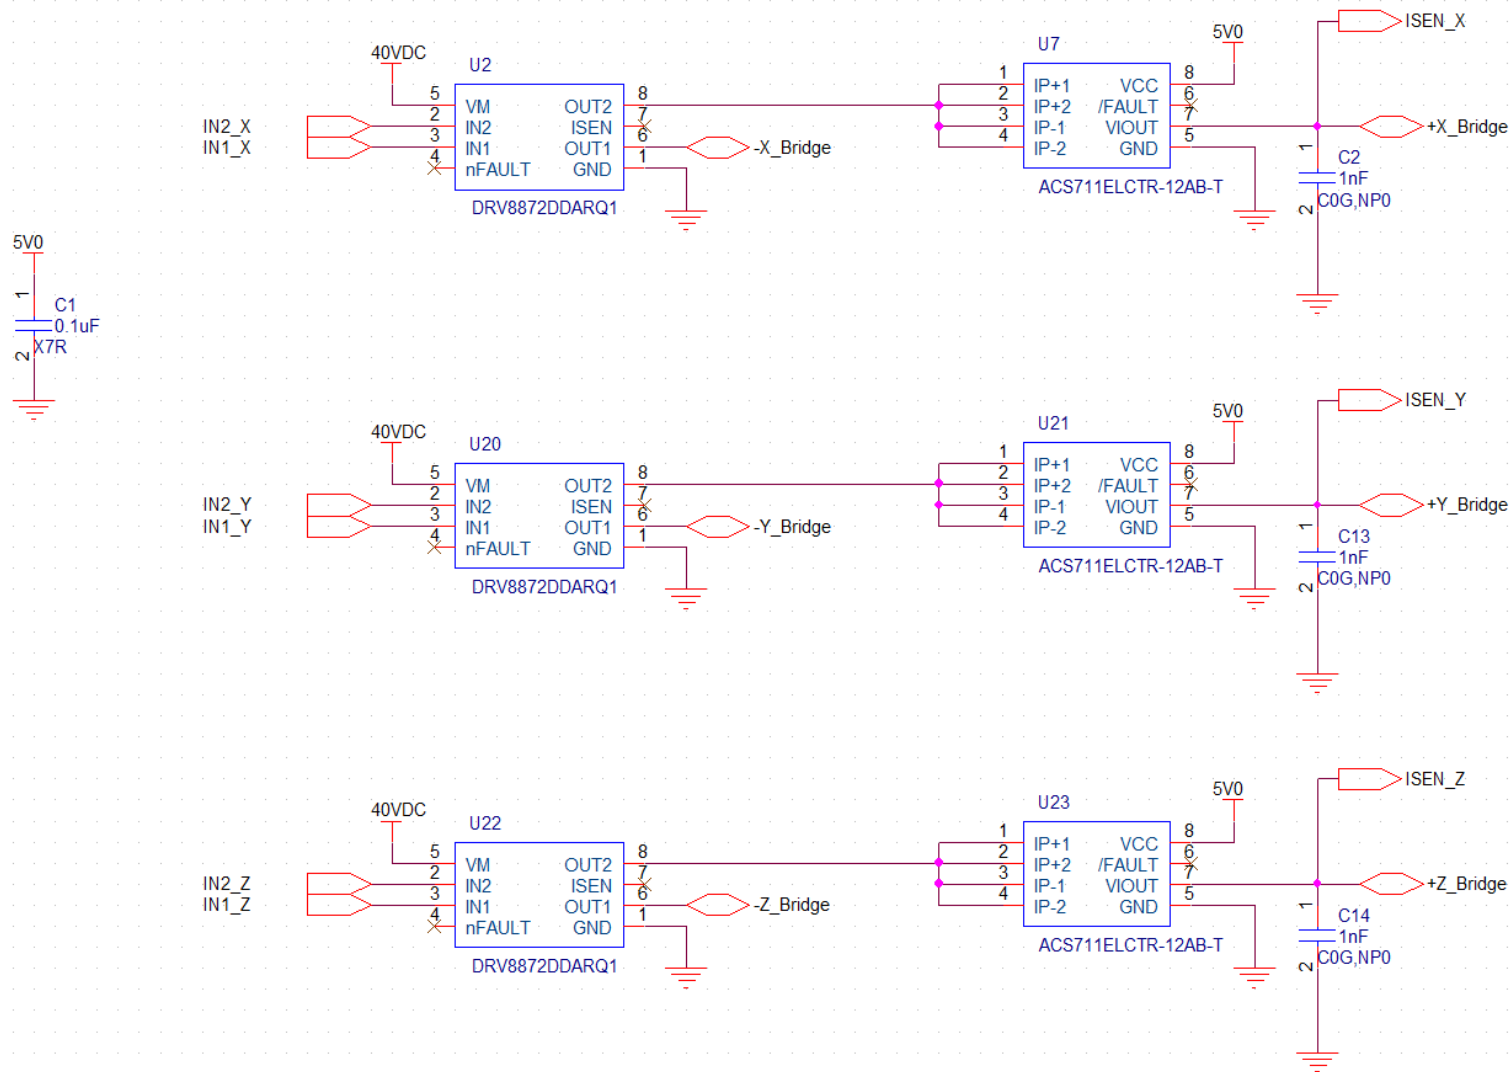 ISEN_X
5V0
U7
40VDC
U2
1 IP+1 VCC 8
5 VM OUT2 8
2 IP+2 /FAULT 6
2 IN2 ISEN 7
3 IP-1 VIOUT 7
IN2_X
+X_Bridge
3 IN1 OUT1 6
4 IP-2 GND 5
IN1_X
-X_Bridge
4 nFAULT GND 1
1
C2
1nF
ACS711ELCTR-12AB-T
DRV8872DDARQ1
2
C0G,NP0
5V0
1
C1
0.1uF
2
X7R
ISEN_Y
5V0
U21
40VDC
U20
1 IP+1 VCC 8
5 VM OUT2 8
2 IP+2 /FAULT 6
2 IN2 ISEN 7
3 IP-1 VIOUT 7
IN2_Y
+Y_Bridge
3 IN1 OUT1 6
4 IP-2 GND 5
IN1_Y
-Y_Bridge
4 nFAULT GND 1
1
C13
1nF
ACS711ELCTR-12AB-T
DRV8872DDARQ1
2
C0G,NP0
ISEN_Z
5V0
U23
40VDC
U22
1 IP+1 VCC 8
5 VM OUT2 8
2 IP+2 /FAULT 6
2 IN2 ISEN 7
3 IP-1 VIOUT 7
IN2_Z
+Z_Bridge
3 IN1 OUT1 6
4 IP-2 GND 5
IN1_Z
-Z_Bridge
4 nFAULT GND 1
1
C14
1nF
ACS711ELCTR-12AB-T
DRV8872DDARQ1
2
C0G,NP0